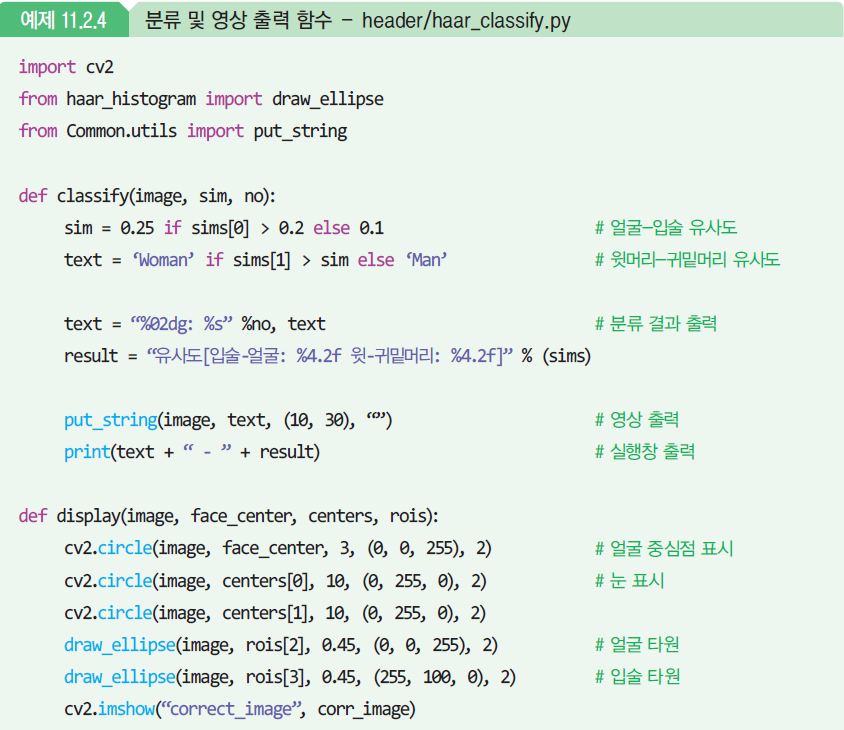 예제 11.2.4 분류 및 영상 출력 함수 - header/haar_classify.py
import cv2
from haar_histogram import draw_ellipse
from Common.utils import put_string
def classify(image, sim, no):
sim = 0.25 if sims[0] > 0.2 else 0.1 # 얼굴-입술 유사도
text = ‘Woman’ if sims[1] > sim else ‘Man’ # 윗머리-귀밑머리 유사도
text = “%02dg: %s” %no, text # 분류 결과 출력
result = “유사도[입술-얼굴: %4.2f 윗-귀밑머리: %4.2f]” % (sims)
put_string(image, text, (10, 30), “”) # 영상 출력
print(text + “ - ” + result) # 실행창 출력
def display(image, face_center, centers, rois):
cv2.circle(image, face_center, 3, (0, 0, 255), 2) # 얼굴 중심점 표시
cv2.circle(image, centers[0], 10, (0, 255, 0), 2) # 눈 표시
cv2.circle(image, centers[1], 10, (0, 255, 0), 2)
draw_ellipse(image, rois[2], 0.45, (0, 0, 255), 2) # 얼굴 타원
draw_ellipse(image, rois[3], 0.45, (255, 100, 0), 2) # 입술 타원
cv2.imshow(“correct_image”, corr_image)